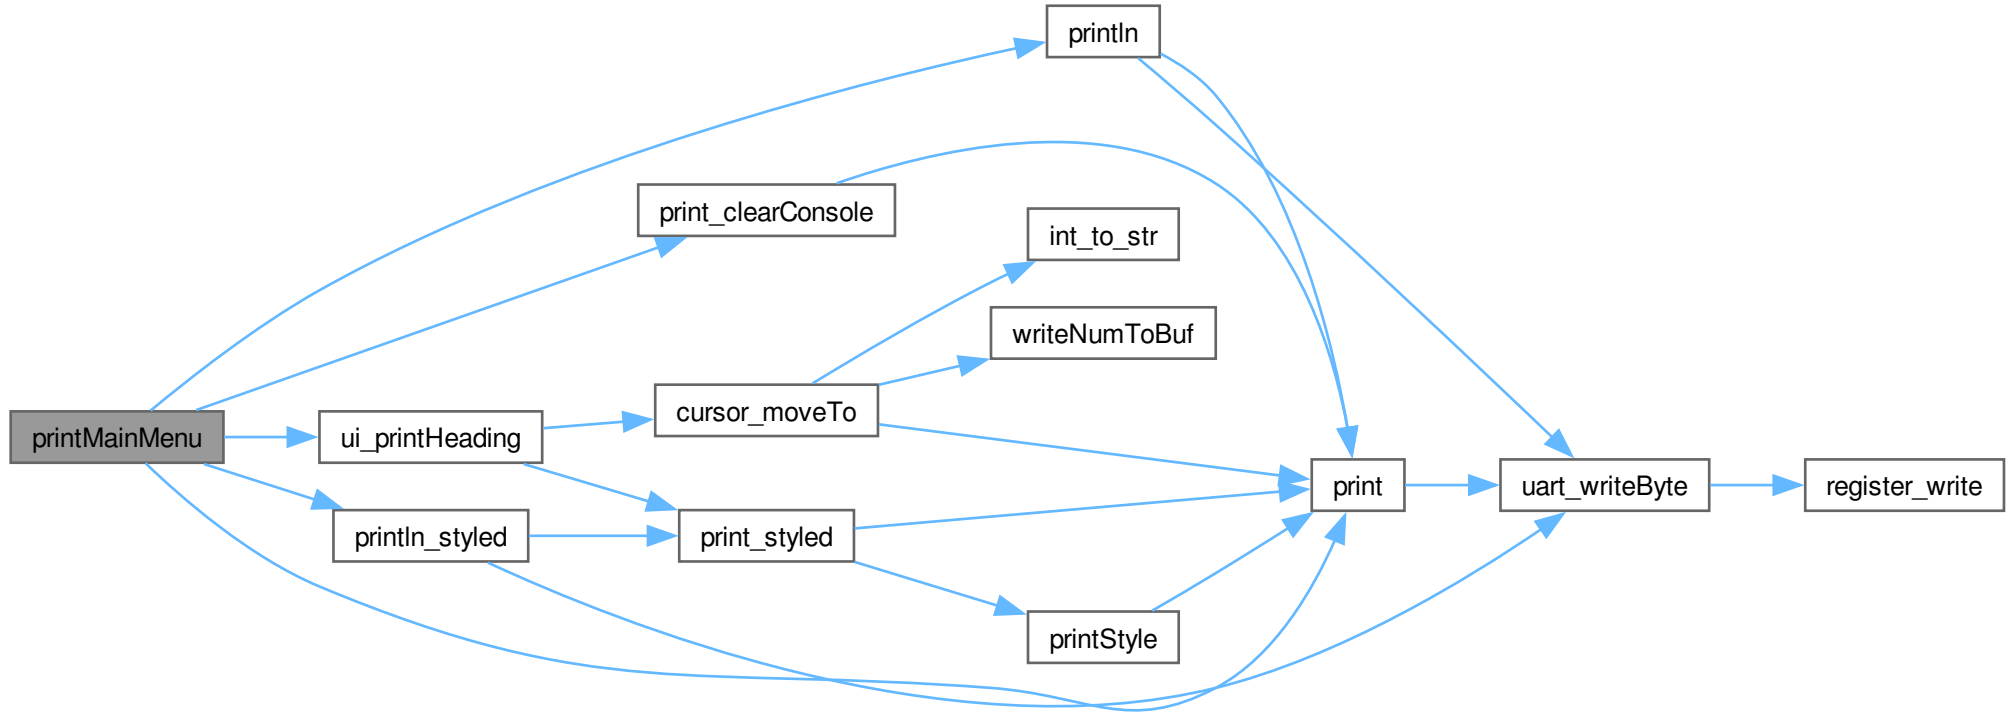 println
print_clearConsole
int_to_str
writeNumToBuf
cursor_moveTo
printMainMenu
ui_printHeading
print
uart_writeByte
register_write
println_styled
print_styled
printStyle